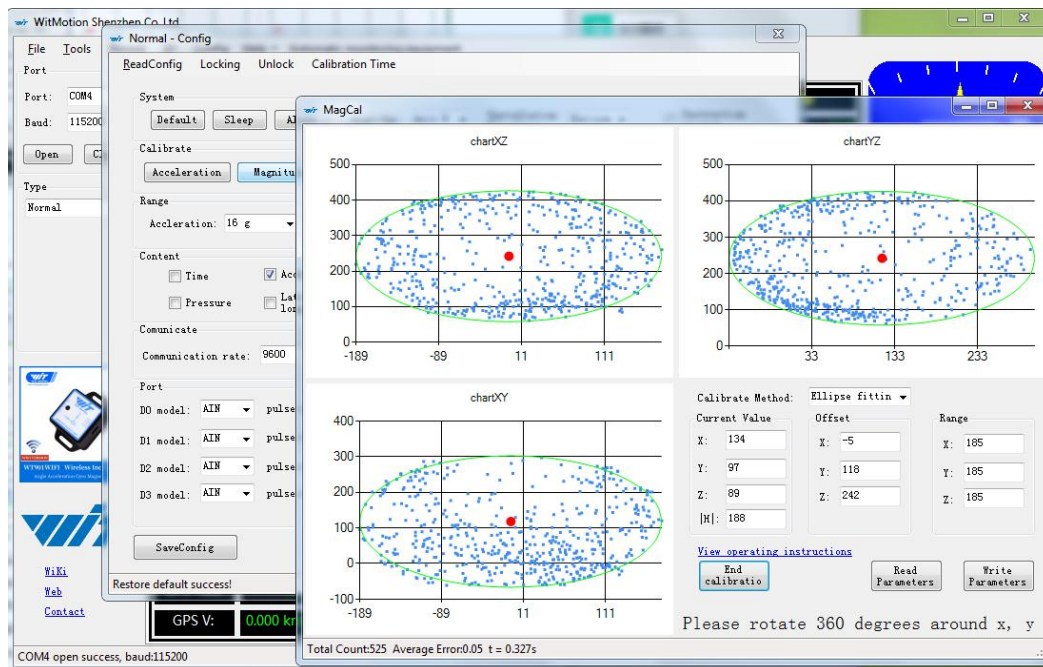 WitMotion Shenzhen Co.,Ltd
File Tools
Port
Port: COM4
Baud: 115200
Open
Type
Normal
WiKi
Web
Contact
GPS V: 0.000
COM4 open success, baud:115200
Normal - Config
ReadConfig Locking Unlock Calibration Time
System
Default Sleep
Calibrate
Acceleration Magnitu
Range
Accleration: 16 g
Content
Time
Pressure
Comunicate
Communication rate: 9600
Port
D0 model: AIN pulse
D1 model: AIN pulse
D2 model: AIN pulse
D3 model: AIN pulse
SaveConfig
Restore default success!
MagCal
chartXZ
500
400
300
200
100
0
-189 -89 11 111
chartYZ
500
400
300
200
100
0
33 133 233
chartXY
400
300
200
100
0
-100
-189 -89 11 111
Calibrate Method: Ellipse fittin
Current Value Offset Range
X: 134 X: -5 X: 185
Y: 97 Y: 118 Y: 185
Z: 89 Z: 242 Z: 185
|H|: 188
View operating instructions
End calibratio
Read Parameters
Write Parameters
Please rotate 360 degrees around x, y
Total Count:525 Average Error:0.05 t = 0.327s